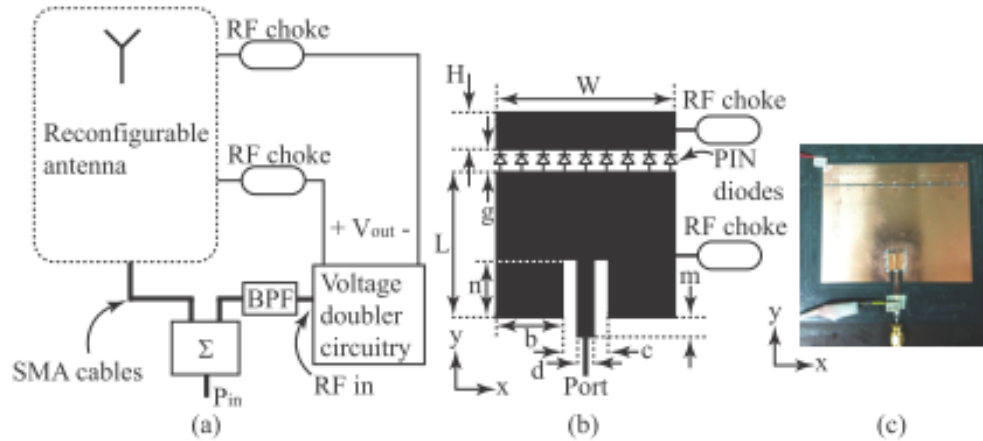 RF choke
Reconfigurable
antenna
RF choke
+ Vout -
BPF
Voltage
doubler
circuitry
Σ
SMA cables
RF in
Pin
(a)
H
W
RF choke
PIN
diodes
g
L
RF choke
n
m
b
c
d
Port
y
x
(b)
y
x
(c)